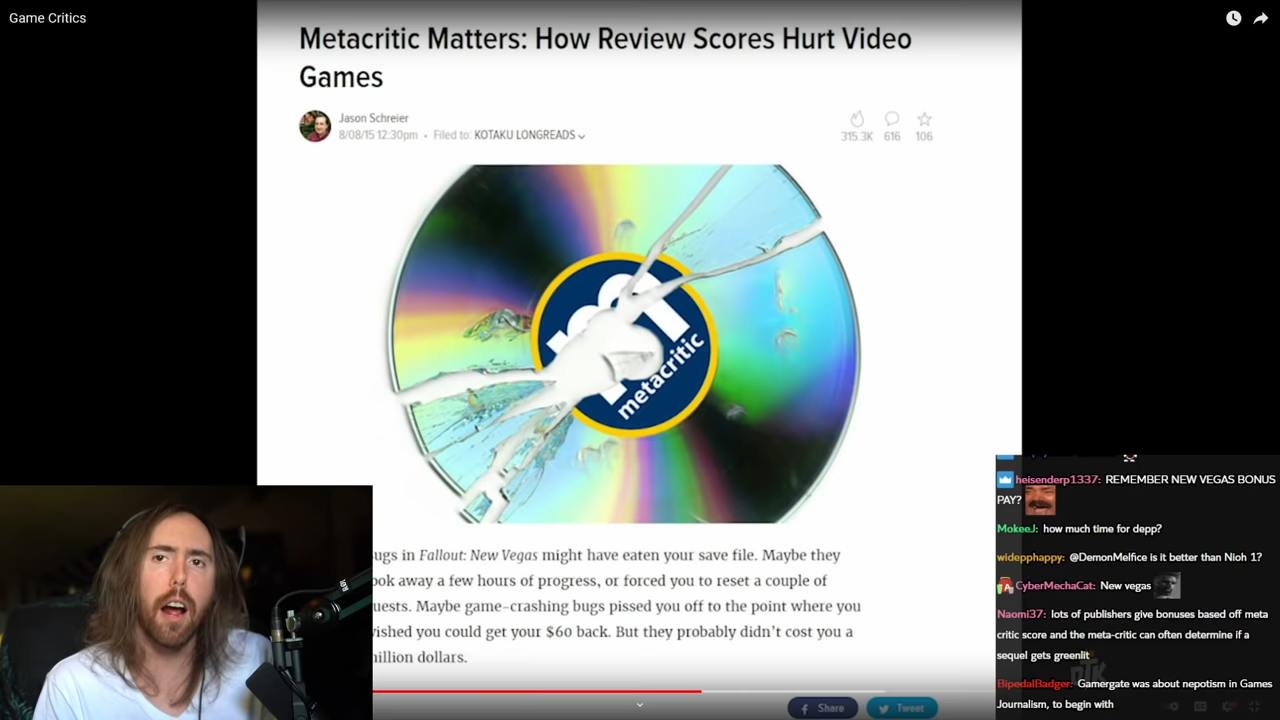 Game Critics
Metacritic Matters: How Review Scores Hurt Video
Games
Jason Schreier
8/08/15 12:30pm • Filed to: KOTAKU LONGREADS
315.3K 616 106
metacritic
ugs in Fallout: New Vegas might have eaten your save file. Maybe they
ook away a few hours of progress, or forced you to reset a couple of
uests. Maybe game-crashing bugs pissed you off to the point where you
wished you could get your $60 back. But they probably didn't cost you a
million dollars.
Share Tweet
heisenderp1337: REMEMBER NEW VEGAS BONUS
PAY?
MokeeJ: how much time for depp?
widepphappy: @DemonMelfice is it better than Nioh 1?
CyberMechaCat: New vegas
Naomi37: lots of publishers give bonuses based off meta
critic score and the meta-critic can often determine if a
sequel gets greenlit
BipedalBadger: Gamergate was about nepotism in Games
Journalism, to begin with